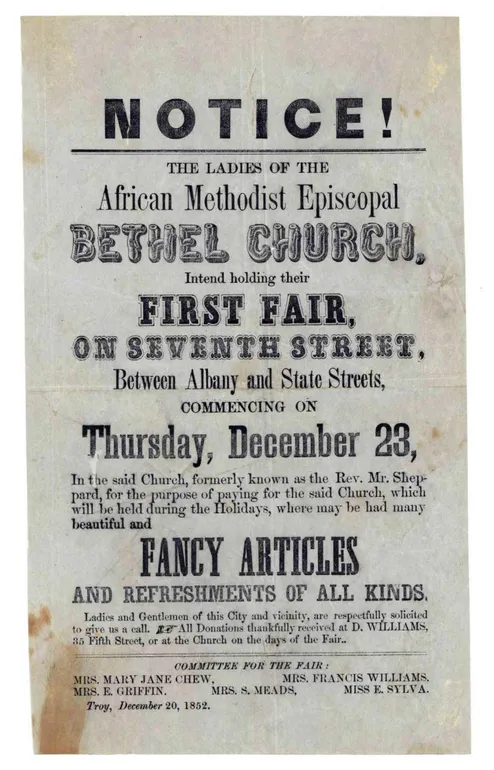 NOTICE!
THE LADIES OF THE
African Methodist Episcopal
BETHEL CHURCH,
Intend holding their
FIRST FAIR,
ON SEVENTH STREET,
Between Albany and State Streets,
COMMENCING ON
Thursday, December 23,
In the said Church, formerly known as the Rev. Mr. Shep-
pard, for the purpose of paying for the said Church, which
will be held during the Holidays, where may be had many
beautiful and
FANCY ARTICLES
AND REFRESHMENTS OF ALL KINDS.
Ladies and Gentlemen of this City and vicinity, are respectfully solicited
to give us a call. ☞ All Donations thankfully received at D. WILLIAMS,
35 Fifth Street, or at the Church on the days of the Fair..
COMMITTEE FOR THE FAIR:
MRS. MARY JANE CHEW, MRS. FRANCIS WILLIAMS,
MRS. E. GRIFFIN. MRS. S. MEADS, MISS E. SYLVA.
Troy, December 20, 1852.